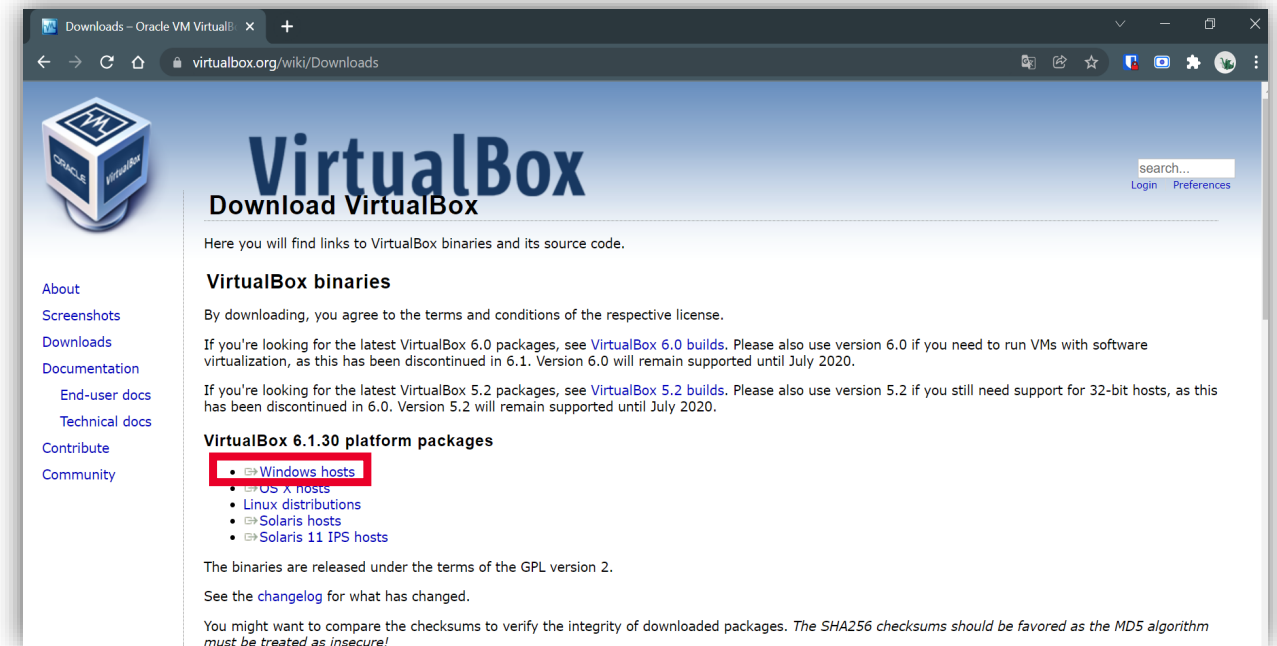 Downloads – Oracle VM VirtualB
virtualbox.org/wiki/Downloads
ORACLE
VM
VirtualBox
VirtualBox
search...
Login Preferences
Download VirtualBox
Here you will find links to VirtualBox binaries and its source code.
About
Screenshots
Downloads
Documentation
End-user docs
Technical docs
Contribute
Community
VirtualBox binaries
By downloading, you agree to the terms and conditions of the respective license.
If you're looking for the latest VirtualBox 6.0 packages, see VirtualBox 6.0 builds. Please also use version 6.0 if you need to run VMs with software
virtualization, as this has been discontinued in 6.1. Version 6.0 will remain supported until July 2020.
If you're looking for the latest VirtualBox 5.2 packages, see VirtualBox 5.2 builds. Please also use version 5.2 if you still need support for 32-bit hosts, as this
has been discontinued in 6.0. Version 5.2 will remain supported until July 2020.
VirtualBox 6.1.30 platform packages
Windows hosts
OS X hosts
Linux distributions
Solaris hosts
Solaris 11 IPS hosts
The binaries are released under the terms of the GPL version 2.
See the changelog for what has changed.
You might want to compare the checksums to verify the integrity of downloaded packages. The SHA256 checksums should be favored as the MD5 algorithm
must be treated as insecure!